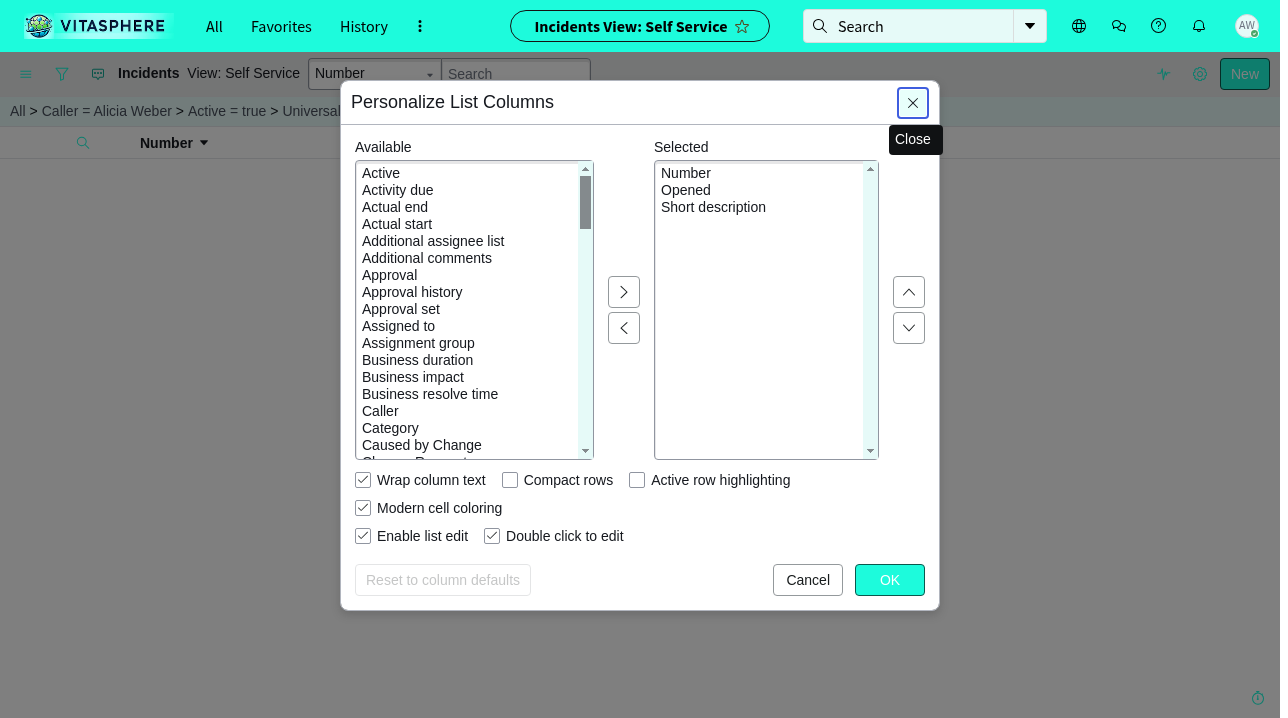 VITASPHERE All Favorites History Incidents View: Self Service Search AW
Incidents View: Self Service Number Search New
All > Caller = Alicia Weber > Active = true > Universal
Number
Personalize List Columns
Close
Available
Active
Activity due
Actual end
Actual start
Additional assignee list
Additional comments
Approval
Approval history
Approval set
Assigned to
Assignment group
Business duration
Business impact
Business resolve time
Caller
Category
Caused by Change
Selected
Number
Opened
Short description
Wrap column text Compact rows Active row highlighting
Modern cell coloring
Enable list edit Double click to edit
Reset to column defaults Cancel OK